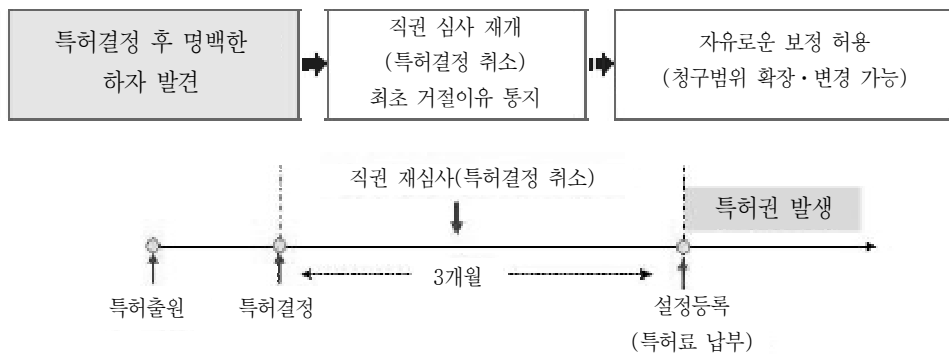 특허결정 후 명백한
하자 발견
직권 심사 재개
(특허결정 취소)
최초 거절이유 통지
자유로운 보정 허용
(청구범위 확장·변경 가능)
직권 재심사(특허결정 취소)
특허권 발생
3개월
특허출원
특허결정
설정등록
(특허료 납부)